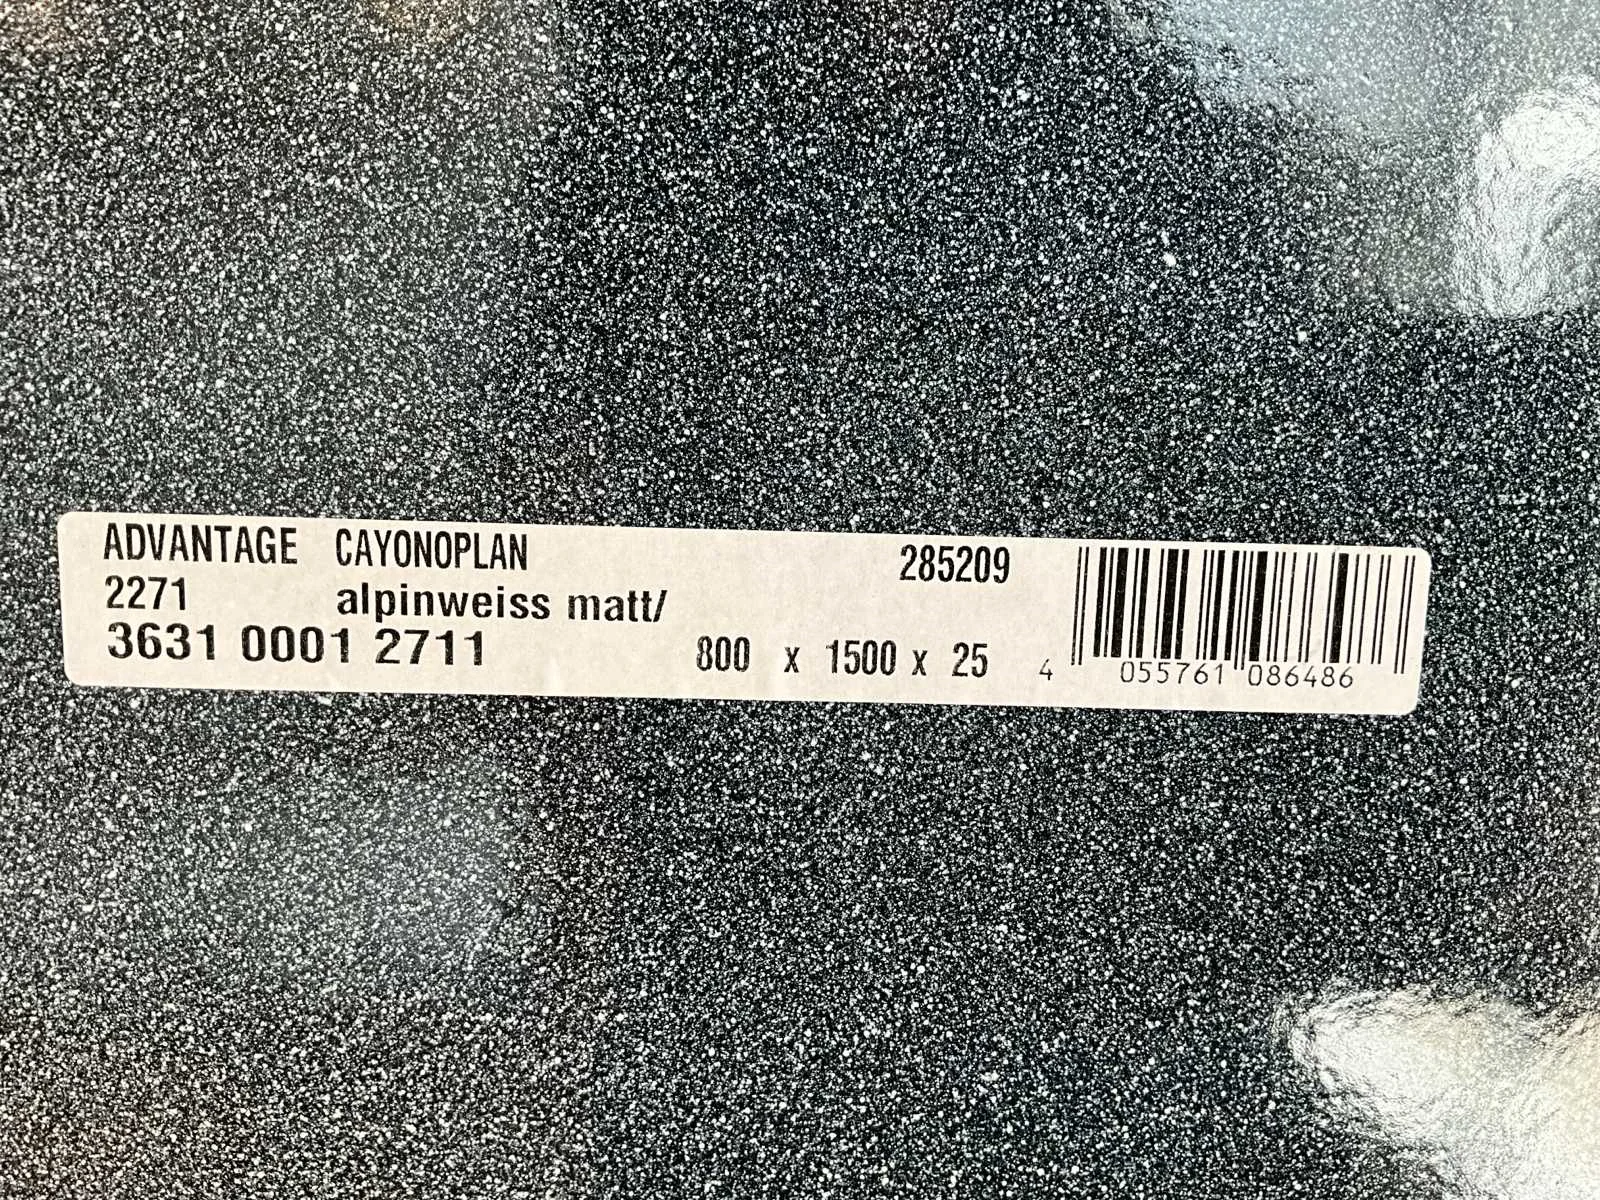 ADVANTAGE CAYONOPLAN 285209
2271 alpinweiss matt/
3631 0001 2711 800 x 1500 x 25
4 055761 086486